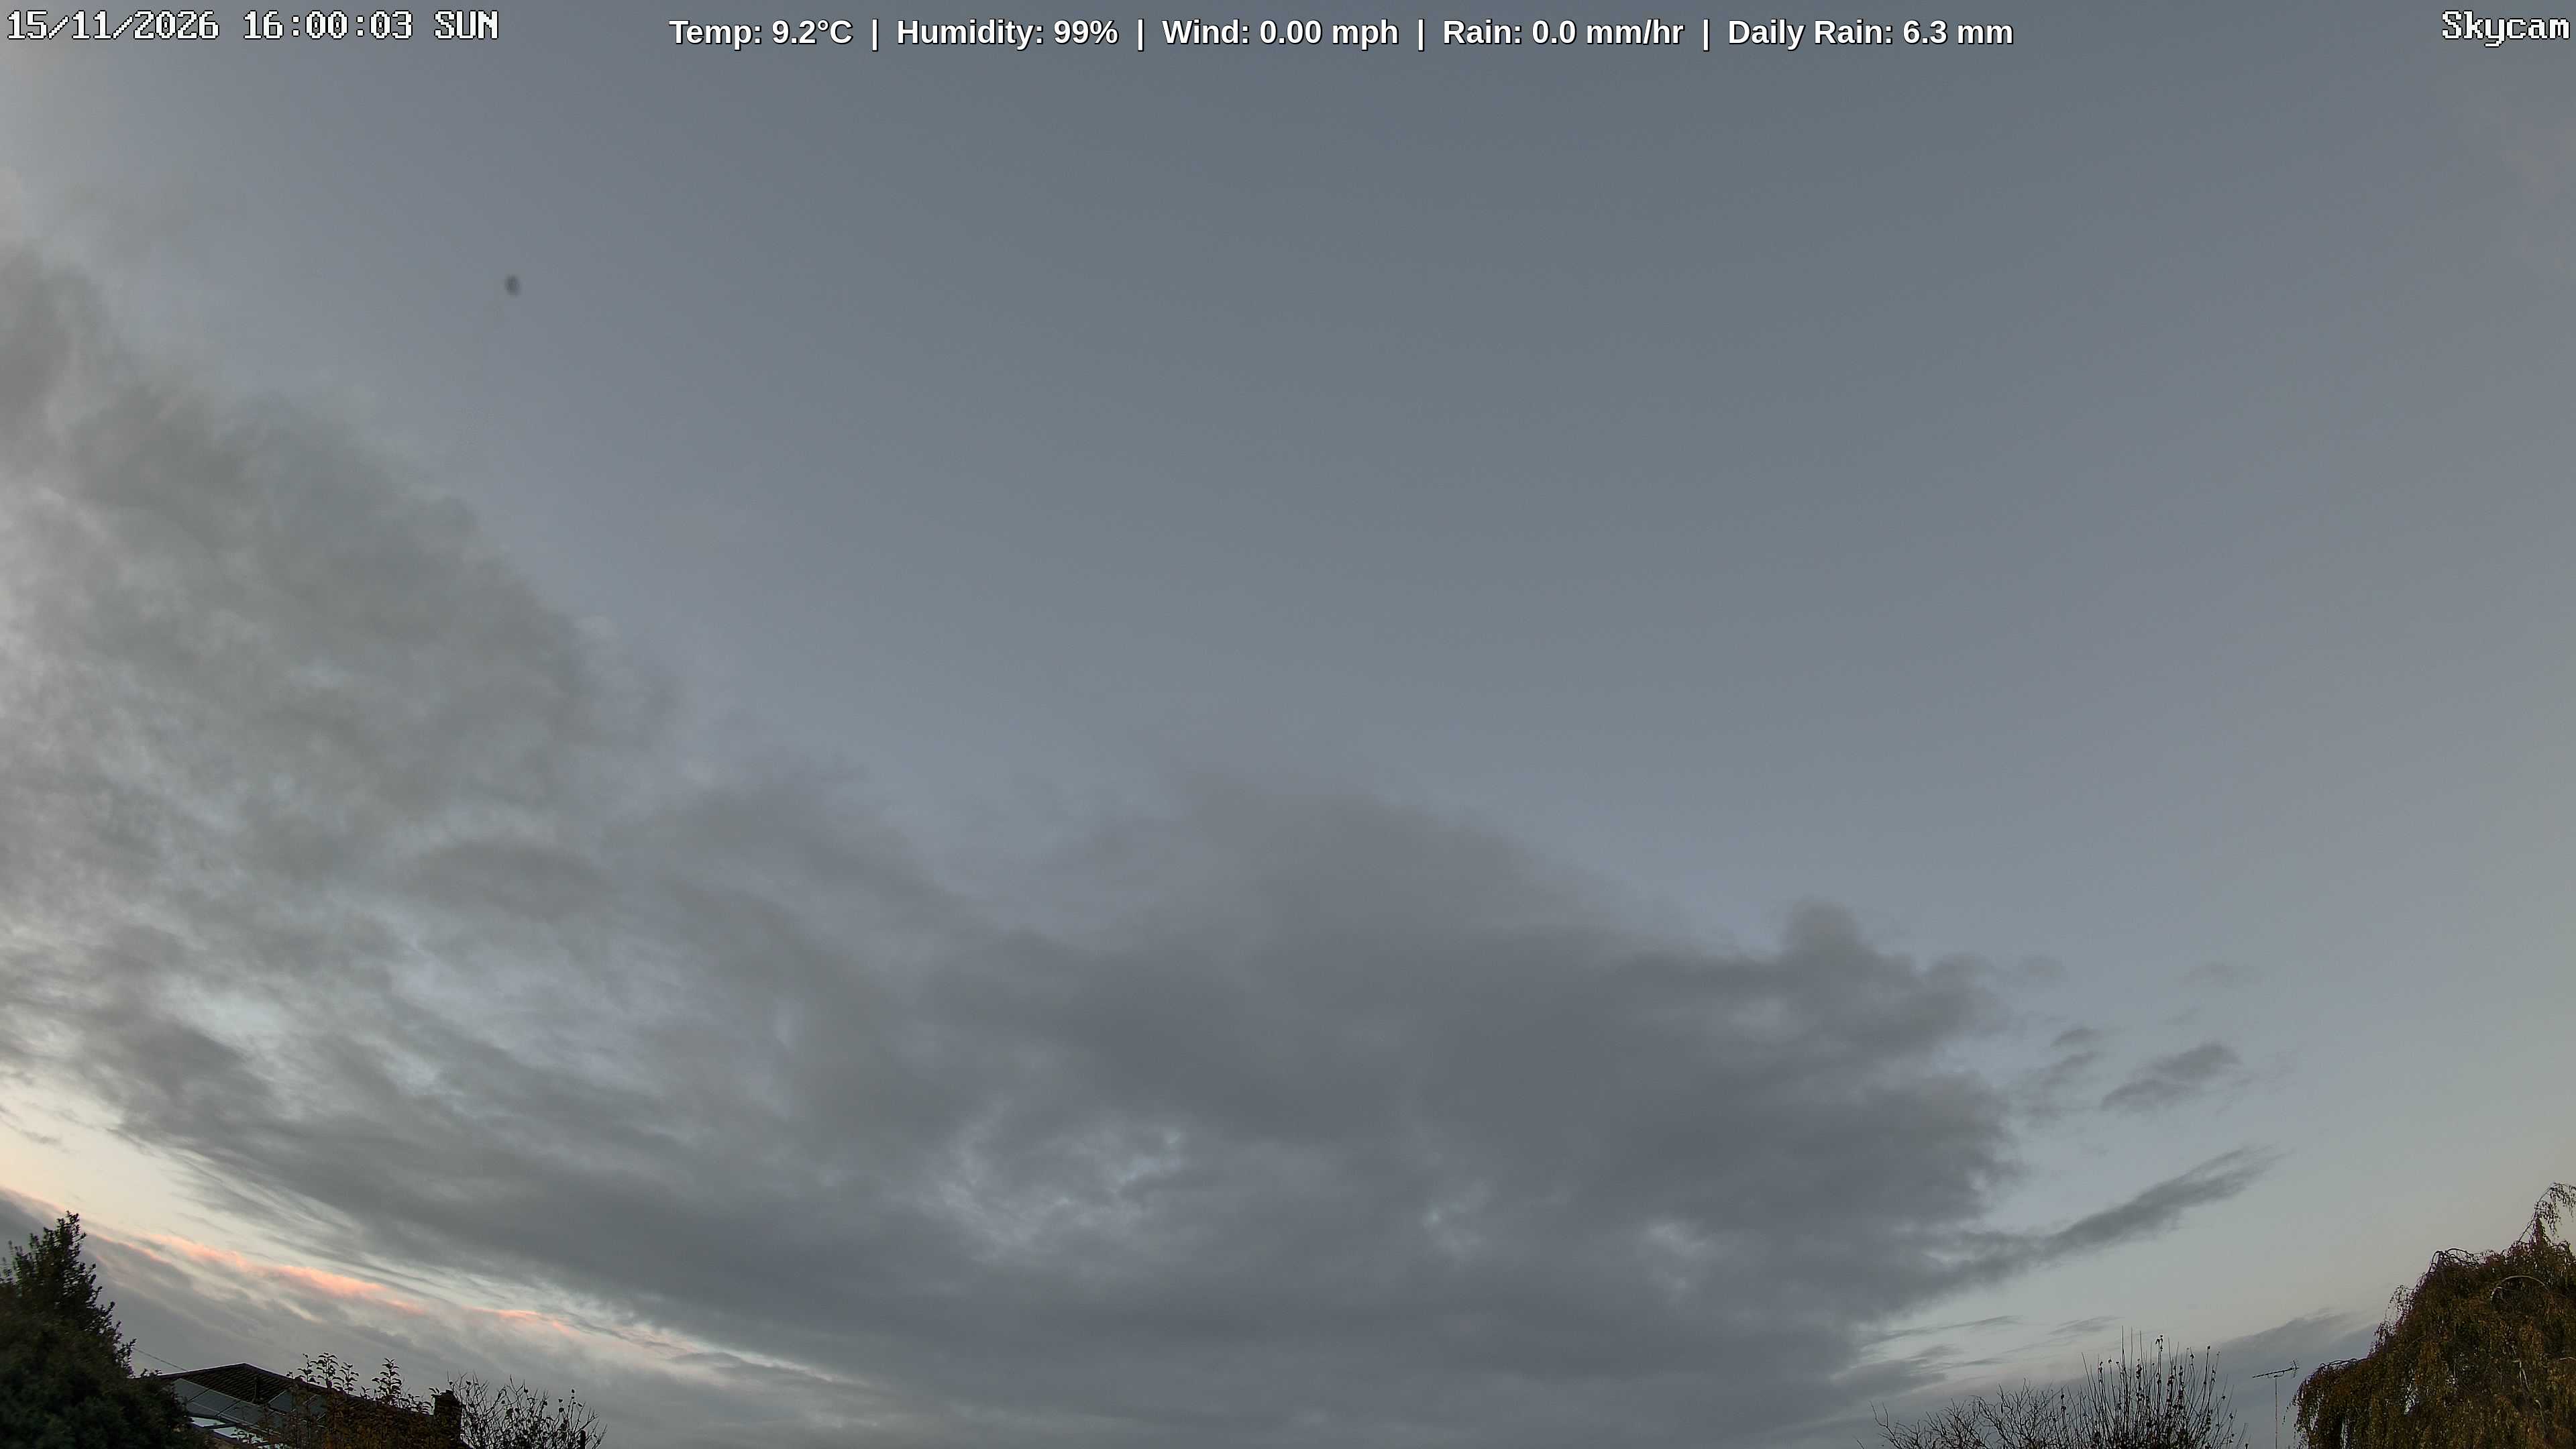 15/11/2026 16:00:03 SUN
Temp: 9.2°C | Humidity: 99% | Wind: 0.00 mph | Rain: 0.0 mm/hr | Daily Rain: 6.3 mm
Skycam